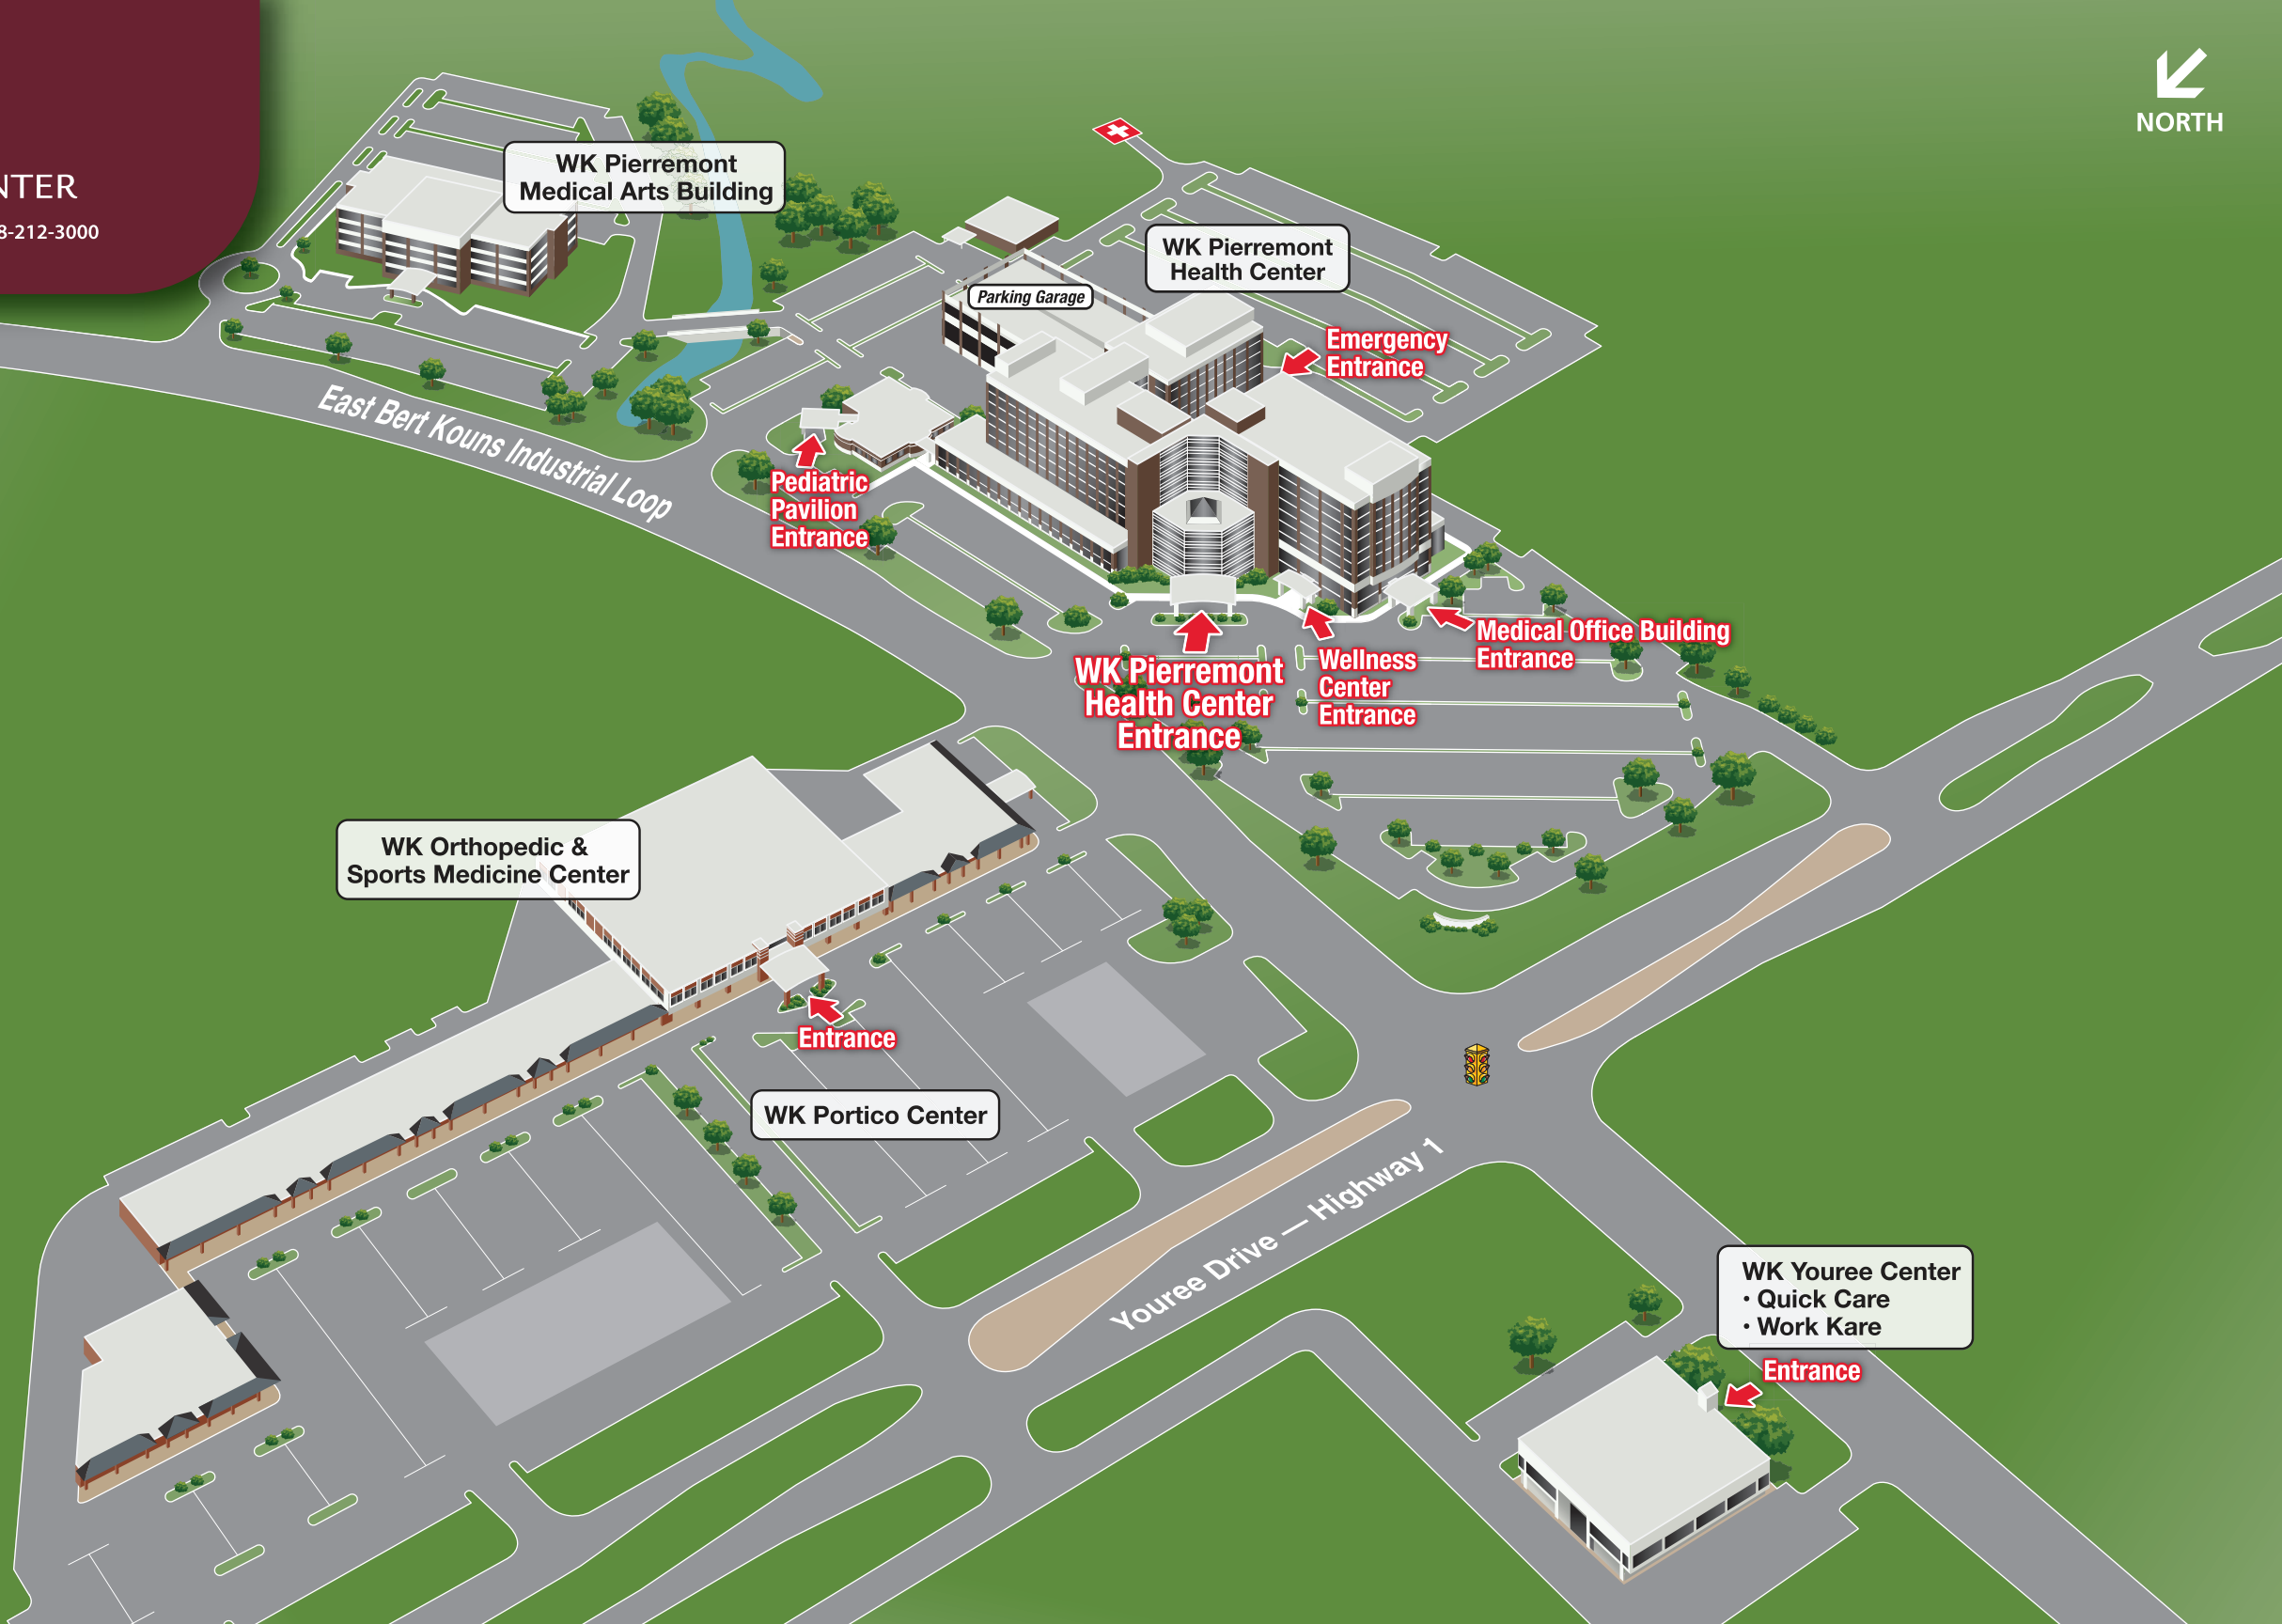 NTER
8-212-3000
NORTH
WK Pierremont
Medical Arts Building
WK Pierremont
Health Center
Parking Garage
Emergency
Entrance
East Bert Kouns Industrial Loop
Pediatric
Pavilion
Entrance
Medical Office Building
Entrance
Wellness
Center
Entrance
WK Pierremont
Health Center
Entrance
WK Orthopedic &
Sports Medicine Center
Entrance
WK Portico Center
Youree Drive — Highway 1
WK Youree Center
• Quick Care
• Work Kare
Entrance